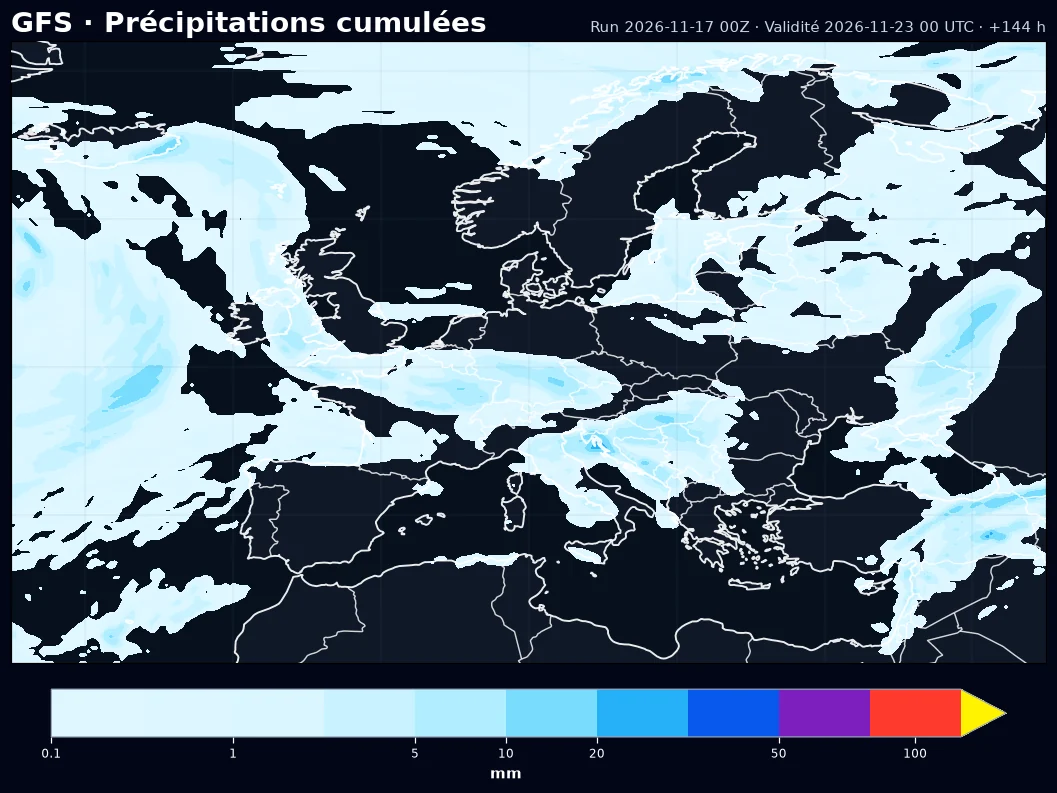 GFS · Précipitations cumulées
Run 2026-11-17 00Z · Validité 2026-11-23 00 UTC · +144 h
0.1 1 5 10 20 50 100
mm